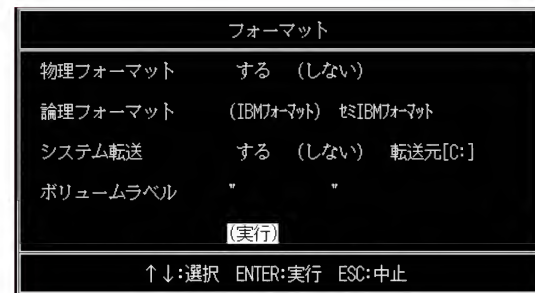 フォーマット
物理フォーマット する (しない)
論理フォーマット (IBMフォーマット) ｾﾐIBMフォーマット
システム転送 する (しない) 転送元[C:]
ボリュームラベル " "
(実行)
↑↓:選択 ENTER:実行 ESC:中止